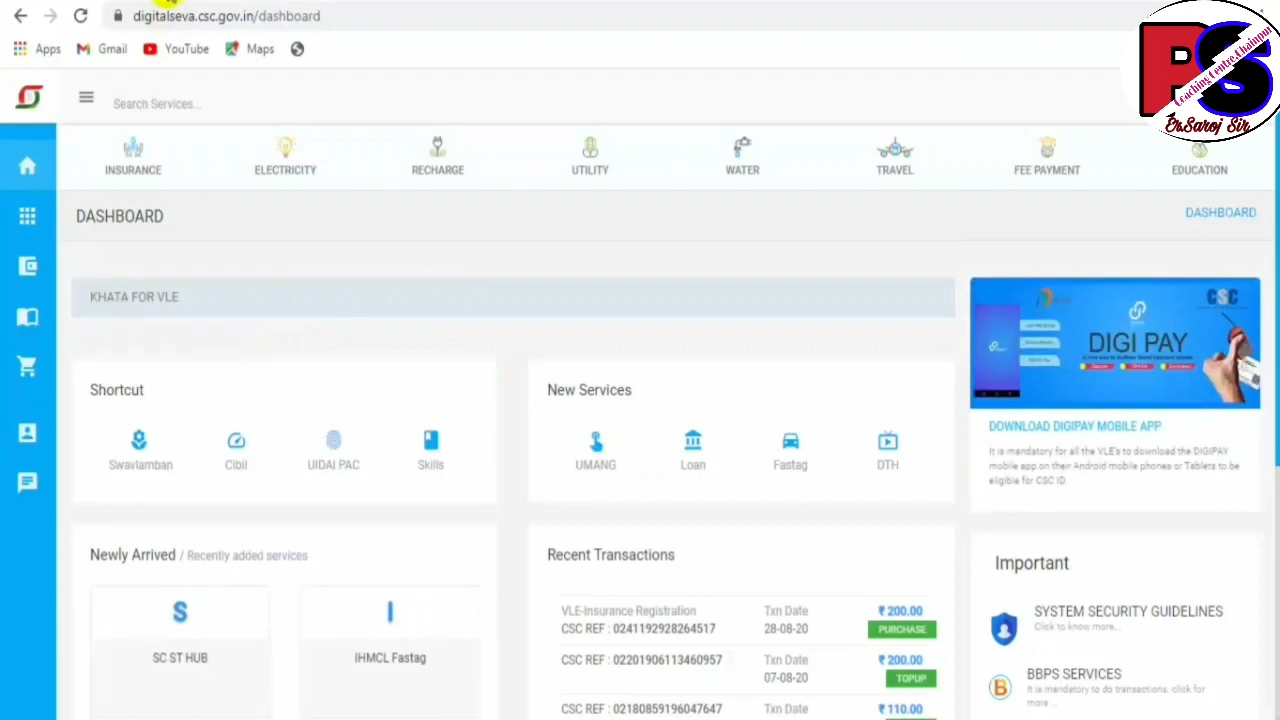 digitalseva.csc.gov.in/dashboard
Apps Gmail YouTube Maps
PS
Coaching Centre, Chainpur
Er.Saroj Sir
Search Services...
INSURANCE ELECTRICITY RECHARGE UTILITY WATER TRAVEL FEE PAYMENT EDUCATION
DASHBOARD
DASHBOARD
KHATA FOR VLE
CSC
DIGI PAY
Shortcut
Swavlamban Cibil UIDAI PAC Skills
New Services
UMANG Loan Fastag DTH
DOWNLOAD DIGIPAY MOBILE APP
It is mandatory for all the VLE's to download the DIGIPAY
mobile app on their Android mobile phones or Tablets to be
eligible for CSC ID
Newly Arrived / Recently added services
S
SC ST HUB
I
IHMCL Fastag
Recent Transactions
VLE-Insurance Registration Txn Date ₹ 200.00
CSC REF : 0241192928264517 28-08-20 PURCHASE
CSC REF : 02201906113460957 Txn Date ₹ 200.00
07-08-20 TOPUP
CSC REF : 02180859196047647 Txn Date ₹ 110.00
Important
SYSTEM SECURITY GUIDELINES
Click to know more...
BBPS SERVICES
It is mandatory to do transactions. click for
more ...